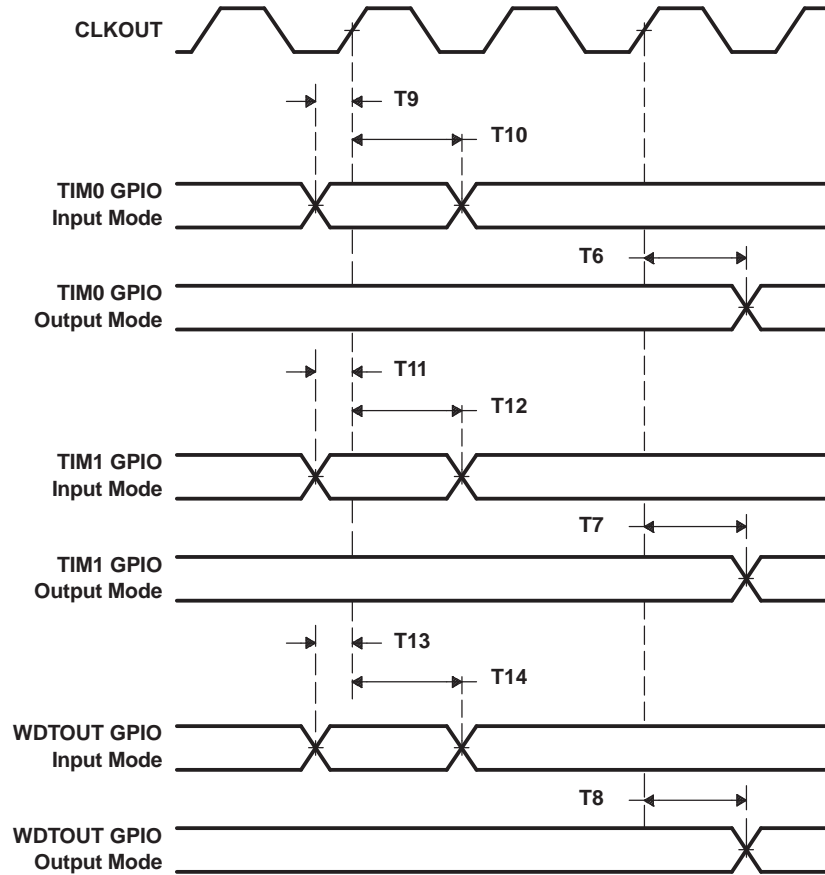 CLKOUT
T9
T10
TIM0 GPIO
Input Mode
T6
TIM0 GPIO
Output Mode
T11
T12
TIM1 GPIO
Input Mode
T7
TIM1 GPIO
Output Mode
T13
T14
WDTOUT GPIO
Input Mode
T8
WDTOUT GPIO
Output Mode